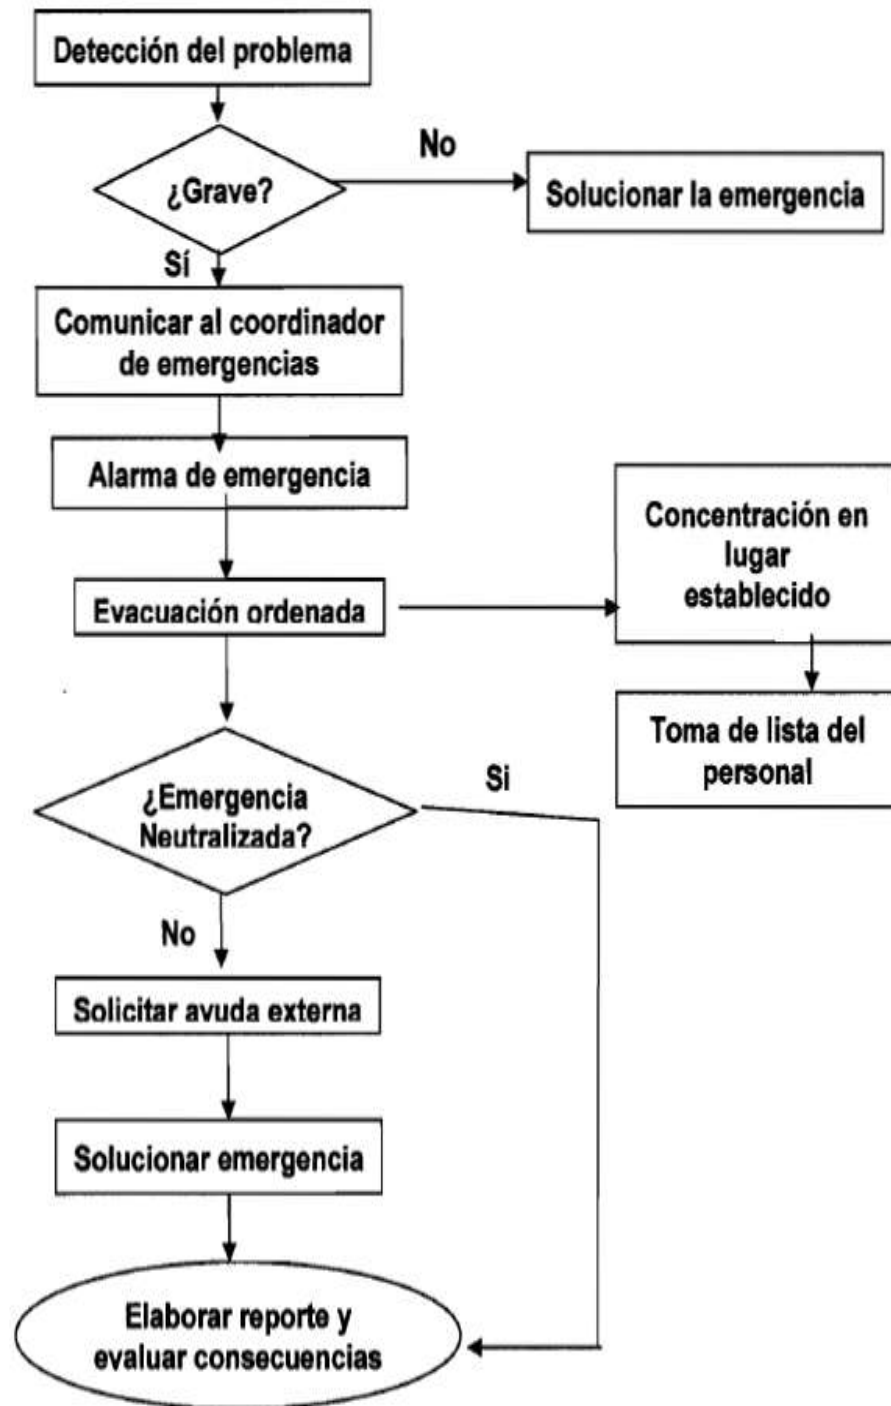 Detección del problema
¿Grave?
No
Solucionar la emergencia
Sí
Comunicar al coordinador
de emergencias
Alarma de emergencia
Evacuación ordenada
Concentración en
lugar
establecido
Toma de lista del
personal
¿Emergencia
Neutralizada?
Si
No
Solicitar avuda externa
Solucionar emergencia
Elaborar reporte y
evaluar consecuencias